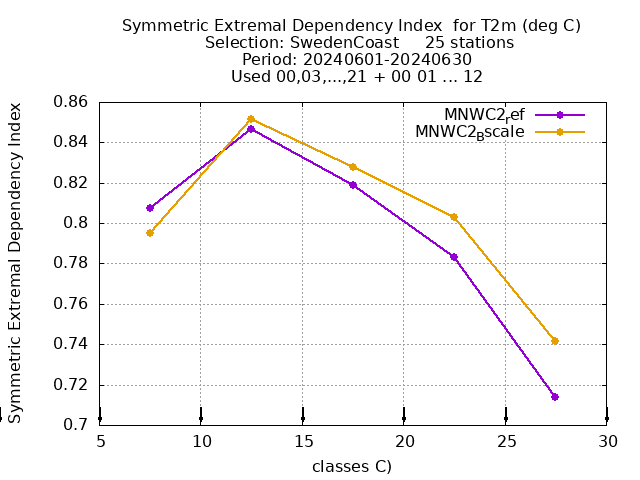 Symmetric Extremal Dependency Index  for T2m (deg C)
Selection: SwedenCoast     25 stations
Period: 20240601-20240630
Used 00,03,...,21 + 00 01 ... 12
MNWC2ref
MNWC2Bscale
Symmetric Extremal Dependency Index
0.86
0.84
0.82
0.8
0.78
0.76
0.74
0.72
0.7
5 10 15 20 25 30
classes C)